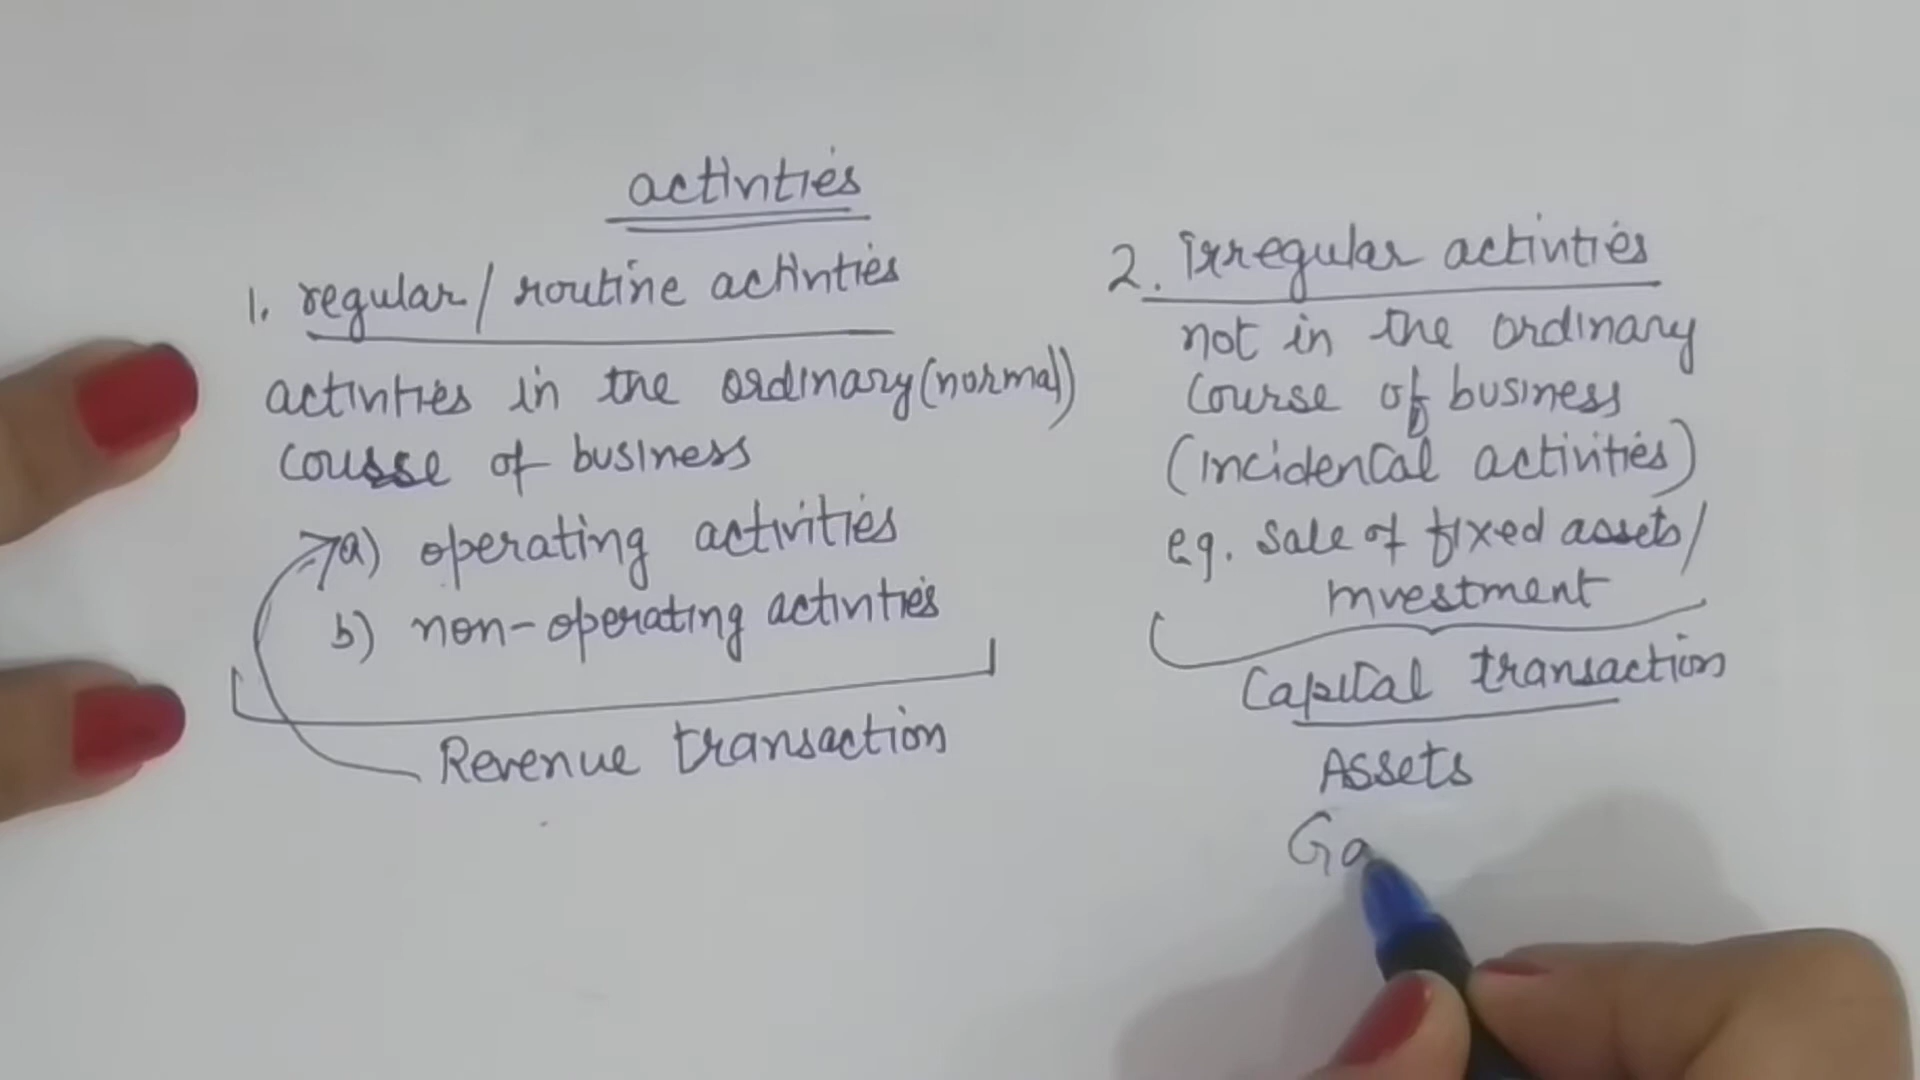 activities
1. regular / routine activities
activities in the ordinary (normal)
course of business
a) operating activities
b) non-operating activities
Revenue transaction
2. irregular activities
not in the ordinary
course of business
(incidental activities)
e.g. sale of fixed assets/
investment
Capital transaction
Assets
Ga